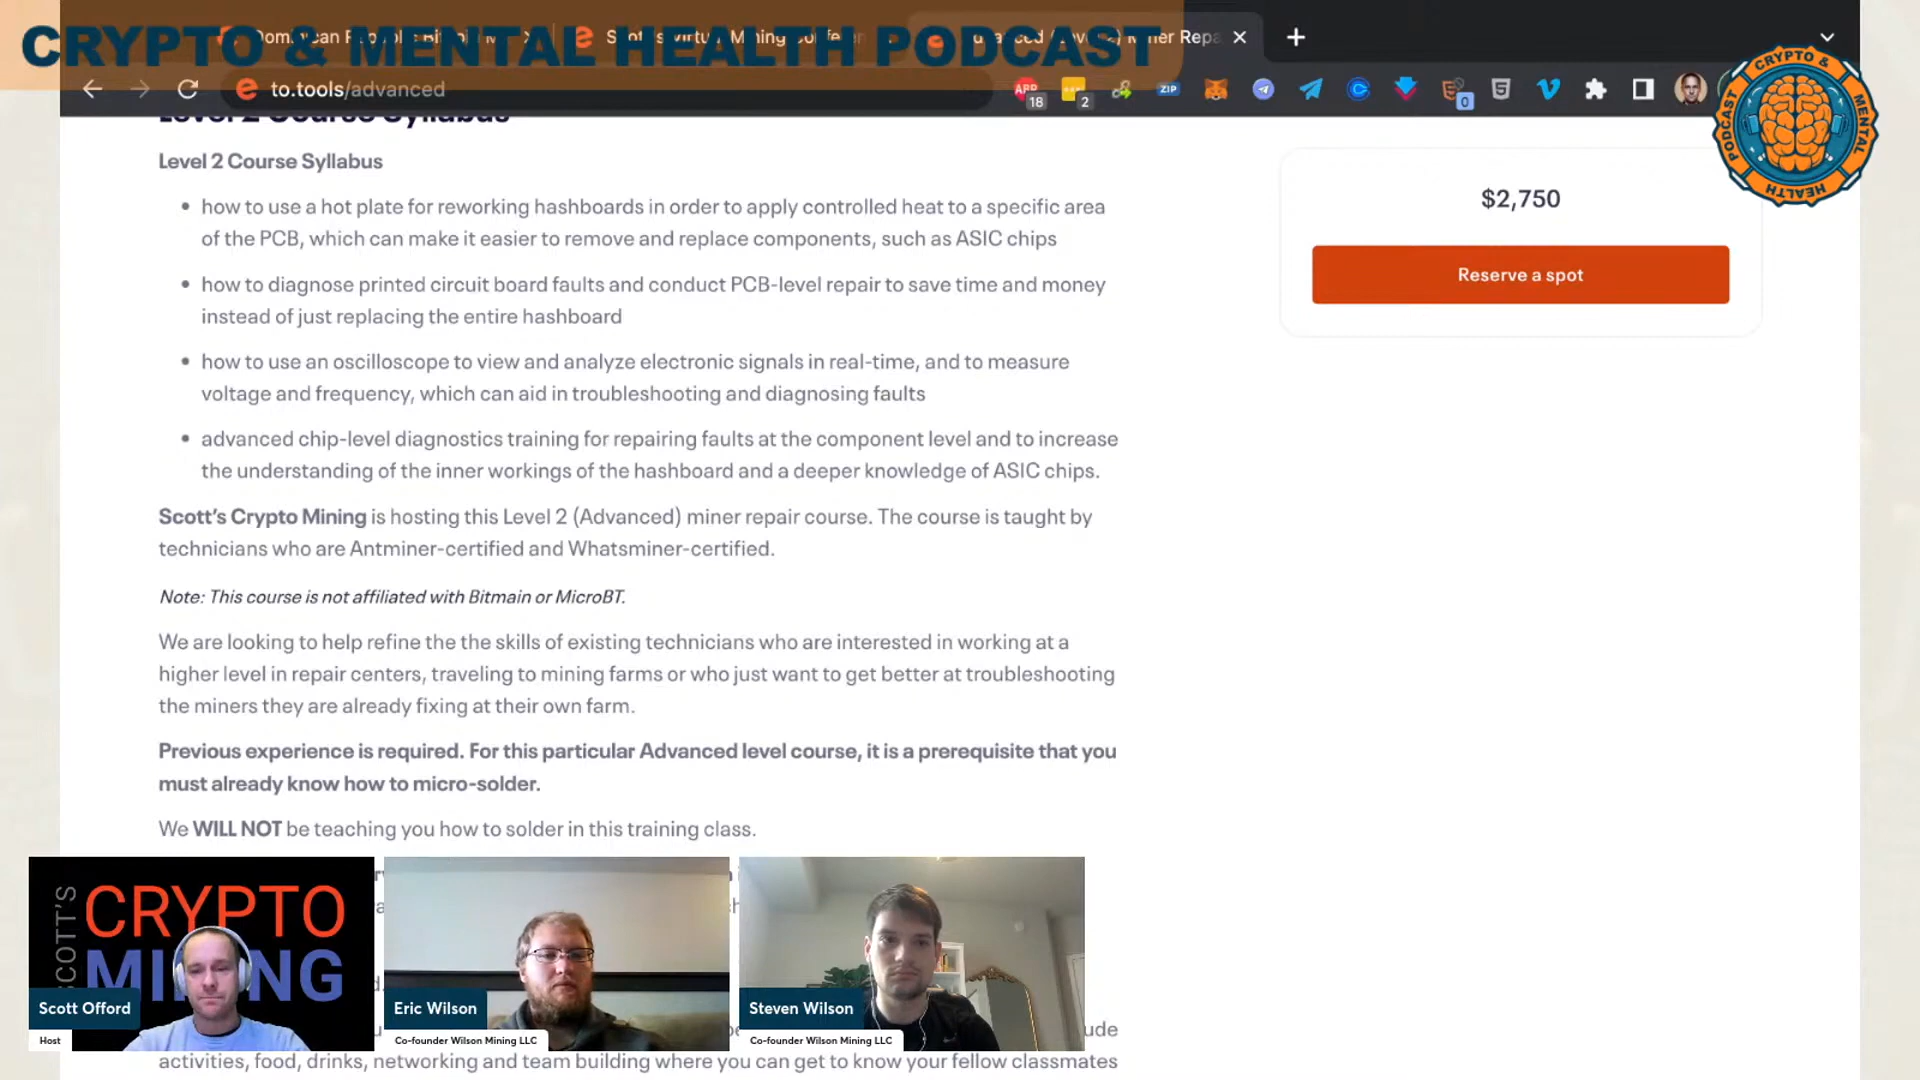 CRYPTO & MENTAL HEALTH PODCAST
to.tools/advanced
18
2
ZIP
0
CRYPTO &
MENTAL
HEALTH
PODCAST
Level 2 Course Syllabus
Level 2 Course Syllabus
$2,750
Reserve a spot
how to use a hot plate for reworking hashboards in order to apply controlled heat to a specific area
of the PCB, which can make it easier to remove and replace components, such as ASIC chips
how to diagnose printed circuit board faults and conduct PCB-level repair to save time and money
instead of just replacing the entire hashboard
how to use an oscilloscope to view and analyze electronic signals in real-time, and to measure
voltage and frequency, which can aid in troubleshooting and diagnosing faults
advanced chip-level diagnostics training for repairing faults at the component level and to increase
the understanding of the inner workings of the hashboard and a deeper knowledge of ASIC chips.
Scott's Crypto Mining is hosting this Level 2 (Advanced) miner repair course. The course is taught by
technicians who are Antminer-certified and Whatsminer-certified.
Note: This course is not affiliated with Bitmain or MicroBT.
We are looking to help refine the the skills of existing technicians who are interested in working at a
higher level in repair centers, traveling to mining farms or who just want to get better at troubleshooting
the miners they are already fixing at their own farm.
Previous experience is required. For this particular Advanced level course, it is a prerequisite that you
must already know how to micro-solder.
We WILL NOT be teaching you how to solder in this training class.
SCOTT'S
CRYPTO
MINING
Scott Offord
Host
Eric Wilson
Co-founder Wilson Mining LLC
Steven Wilson
Co-founder Wilson Mining LLC
activities, food, drinks, networking and team building where you can get to know your fellow classmates